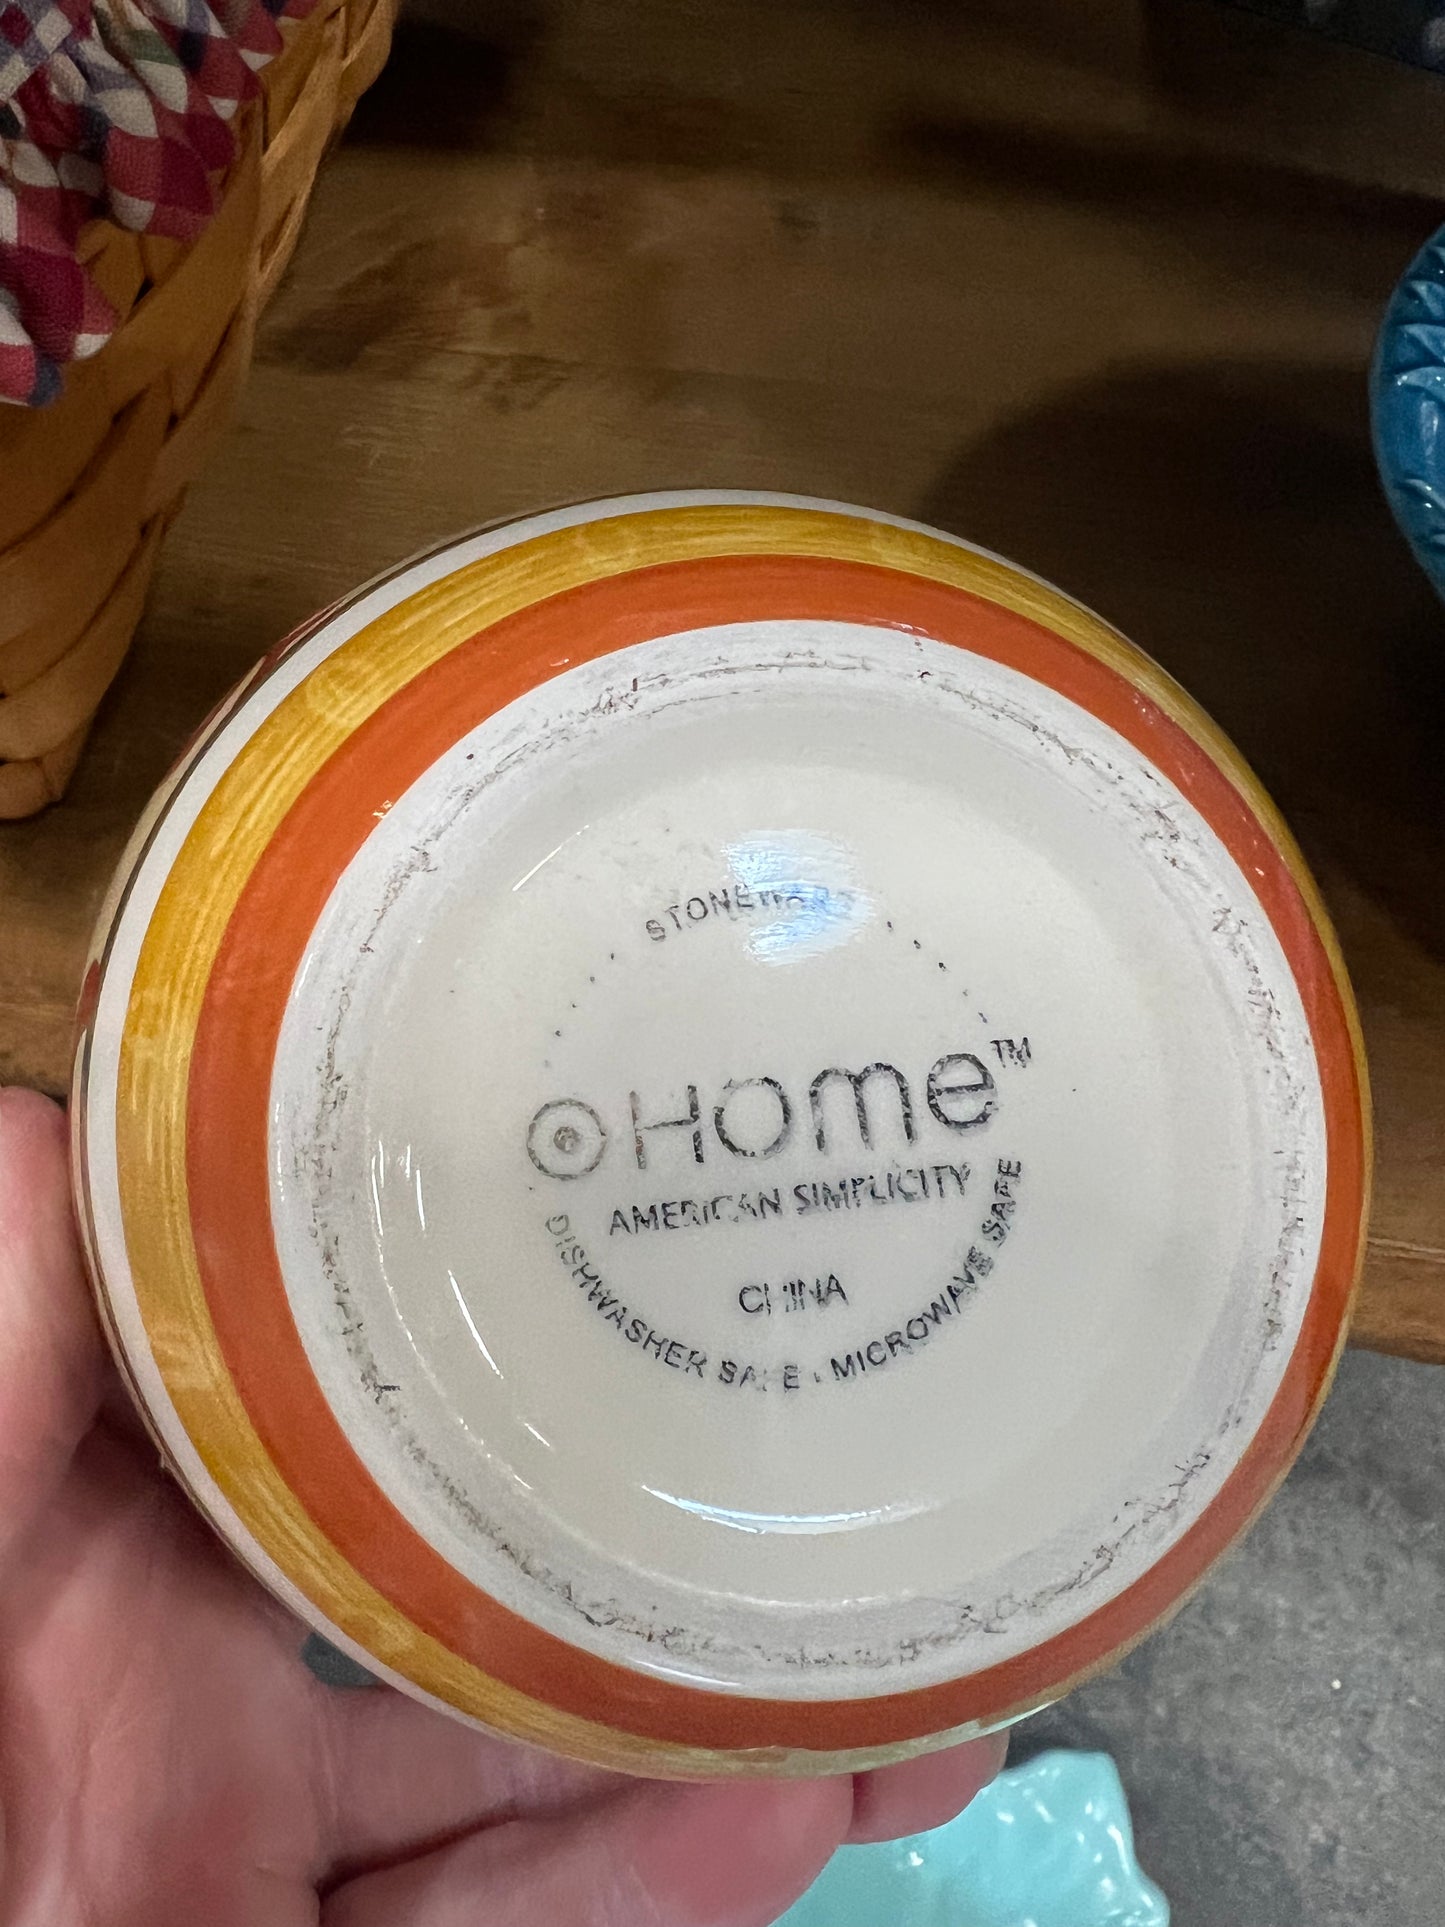 STONEWARE
Home™
AMERICAN SIMPLICITY
CHINA
DISHWASHER SAFE · MICROWAVE SAFE